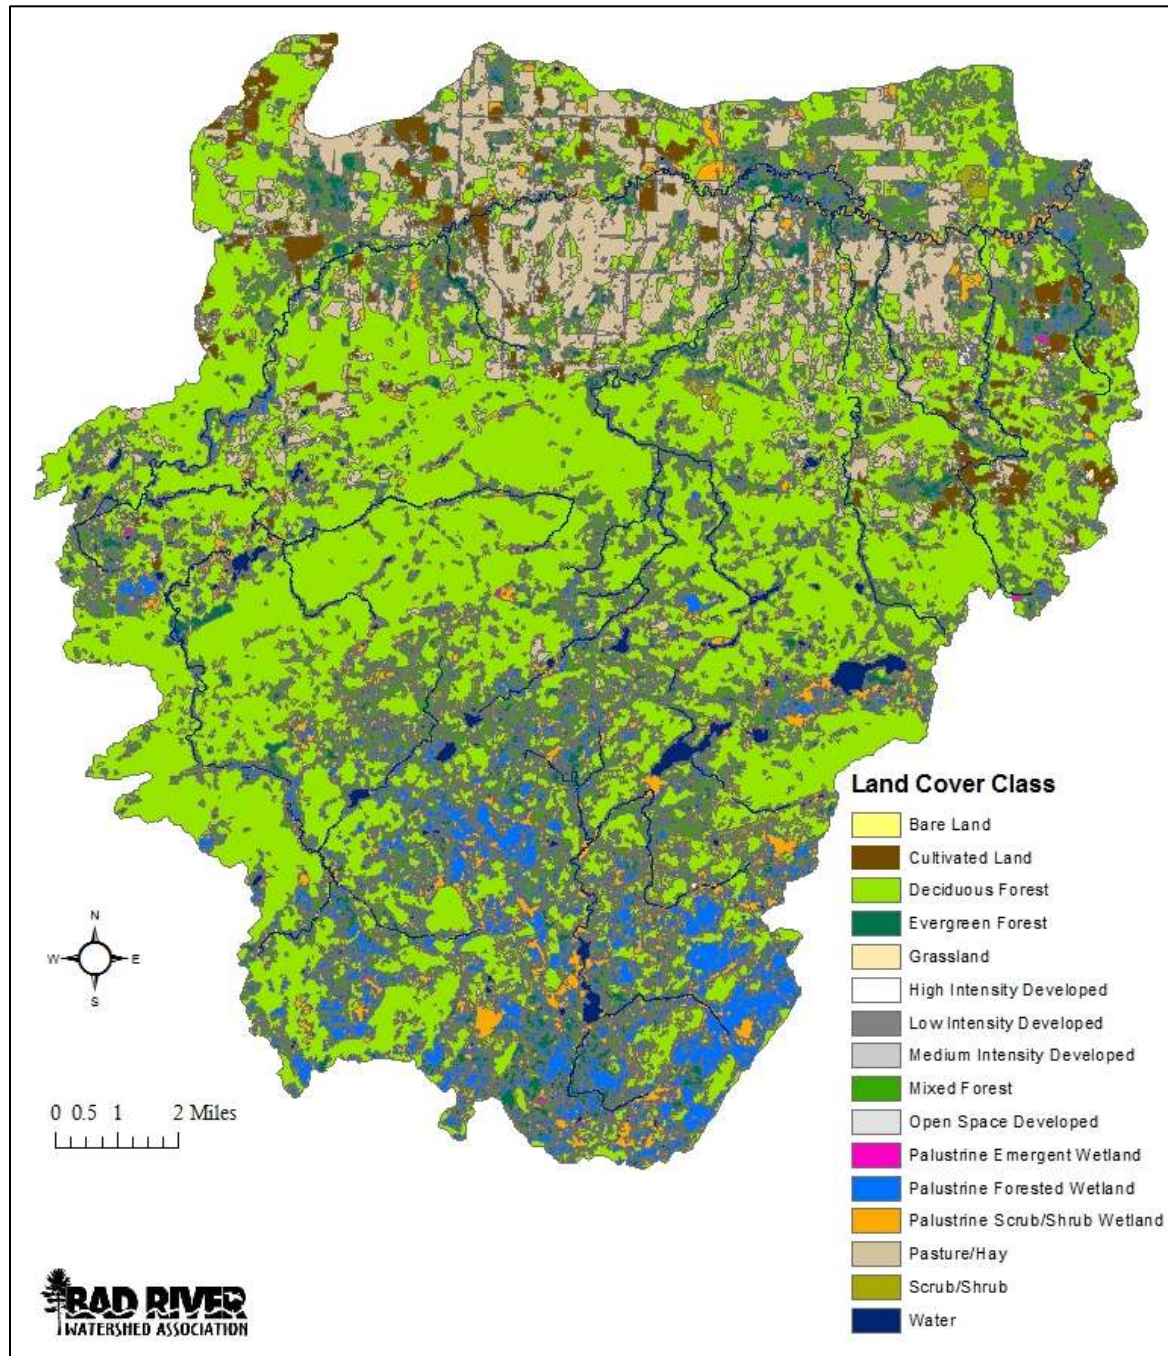 Land Cover Class
Bare Land
Cultivated Land
Deciduous Forest
Evergreen Forest
Grassland
High Intensity Developed
Low Intensity Developed
Medium Intensity Developed
Mixed Forest
Open Space Developed
Palustrine Emergent Wetland
Palustrine Forested Wetland
Palustrine Scrub/Shrub Wetland
Pasture/Hay
Scrub/Shrub
Water
N
W E
S
0 0.5 1 2 Miles
BAD RIVER
WATERSHED ASSOCIATION